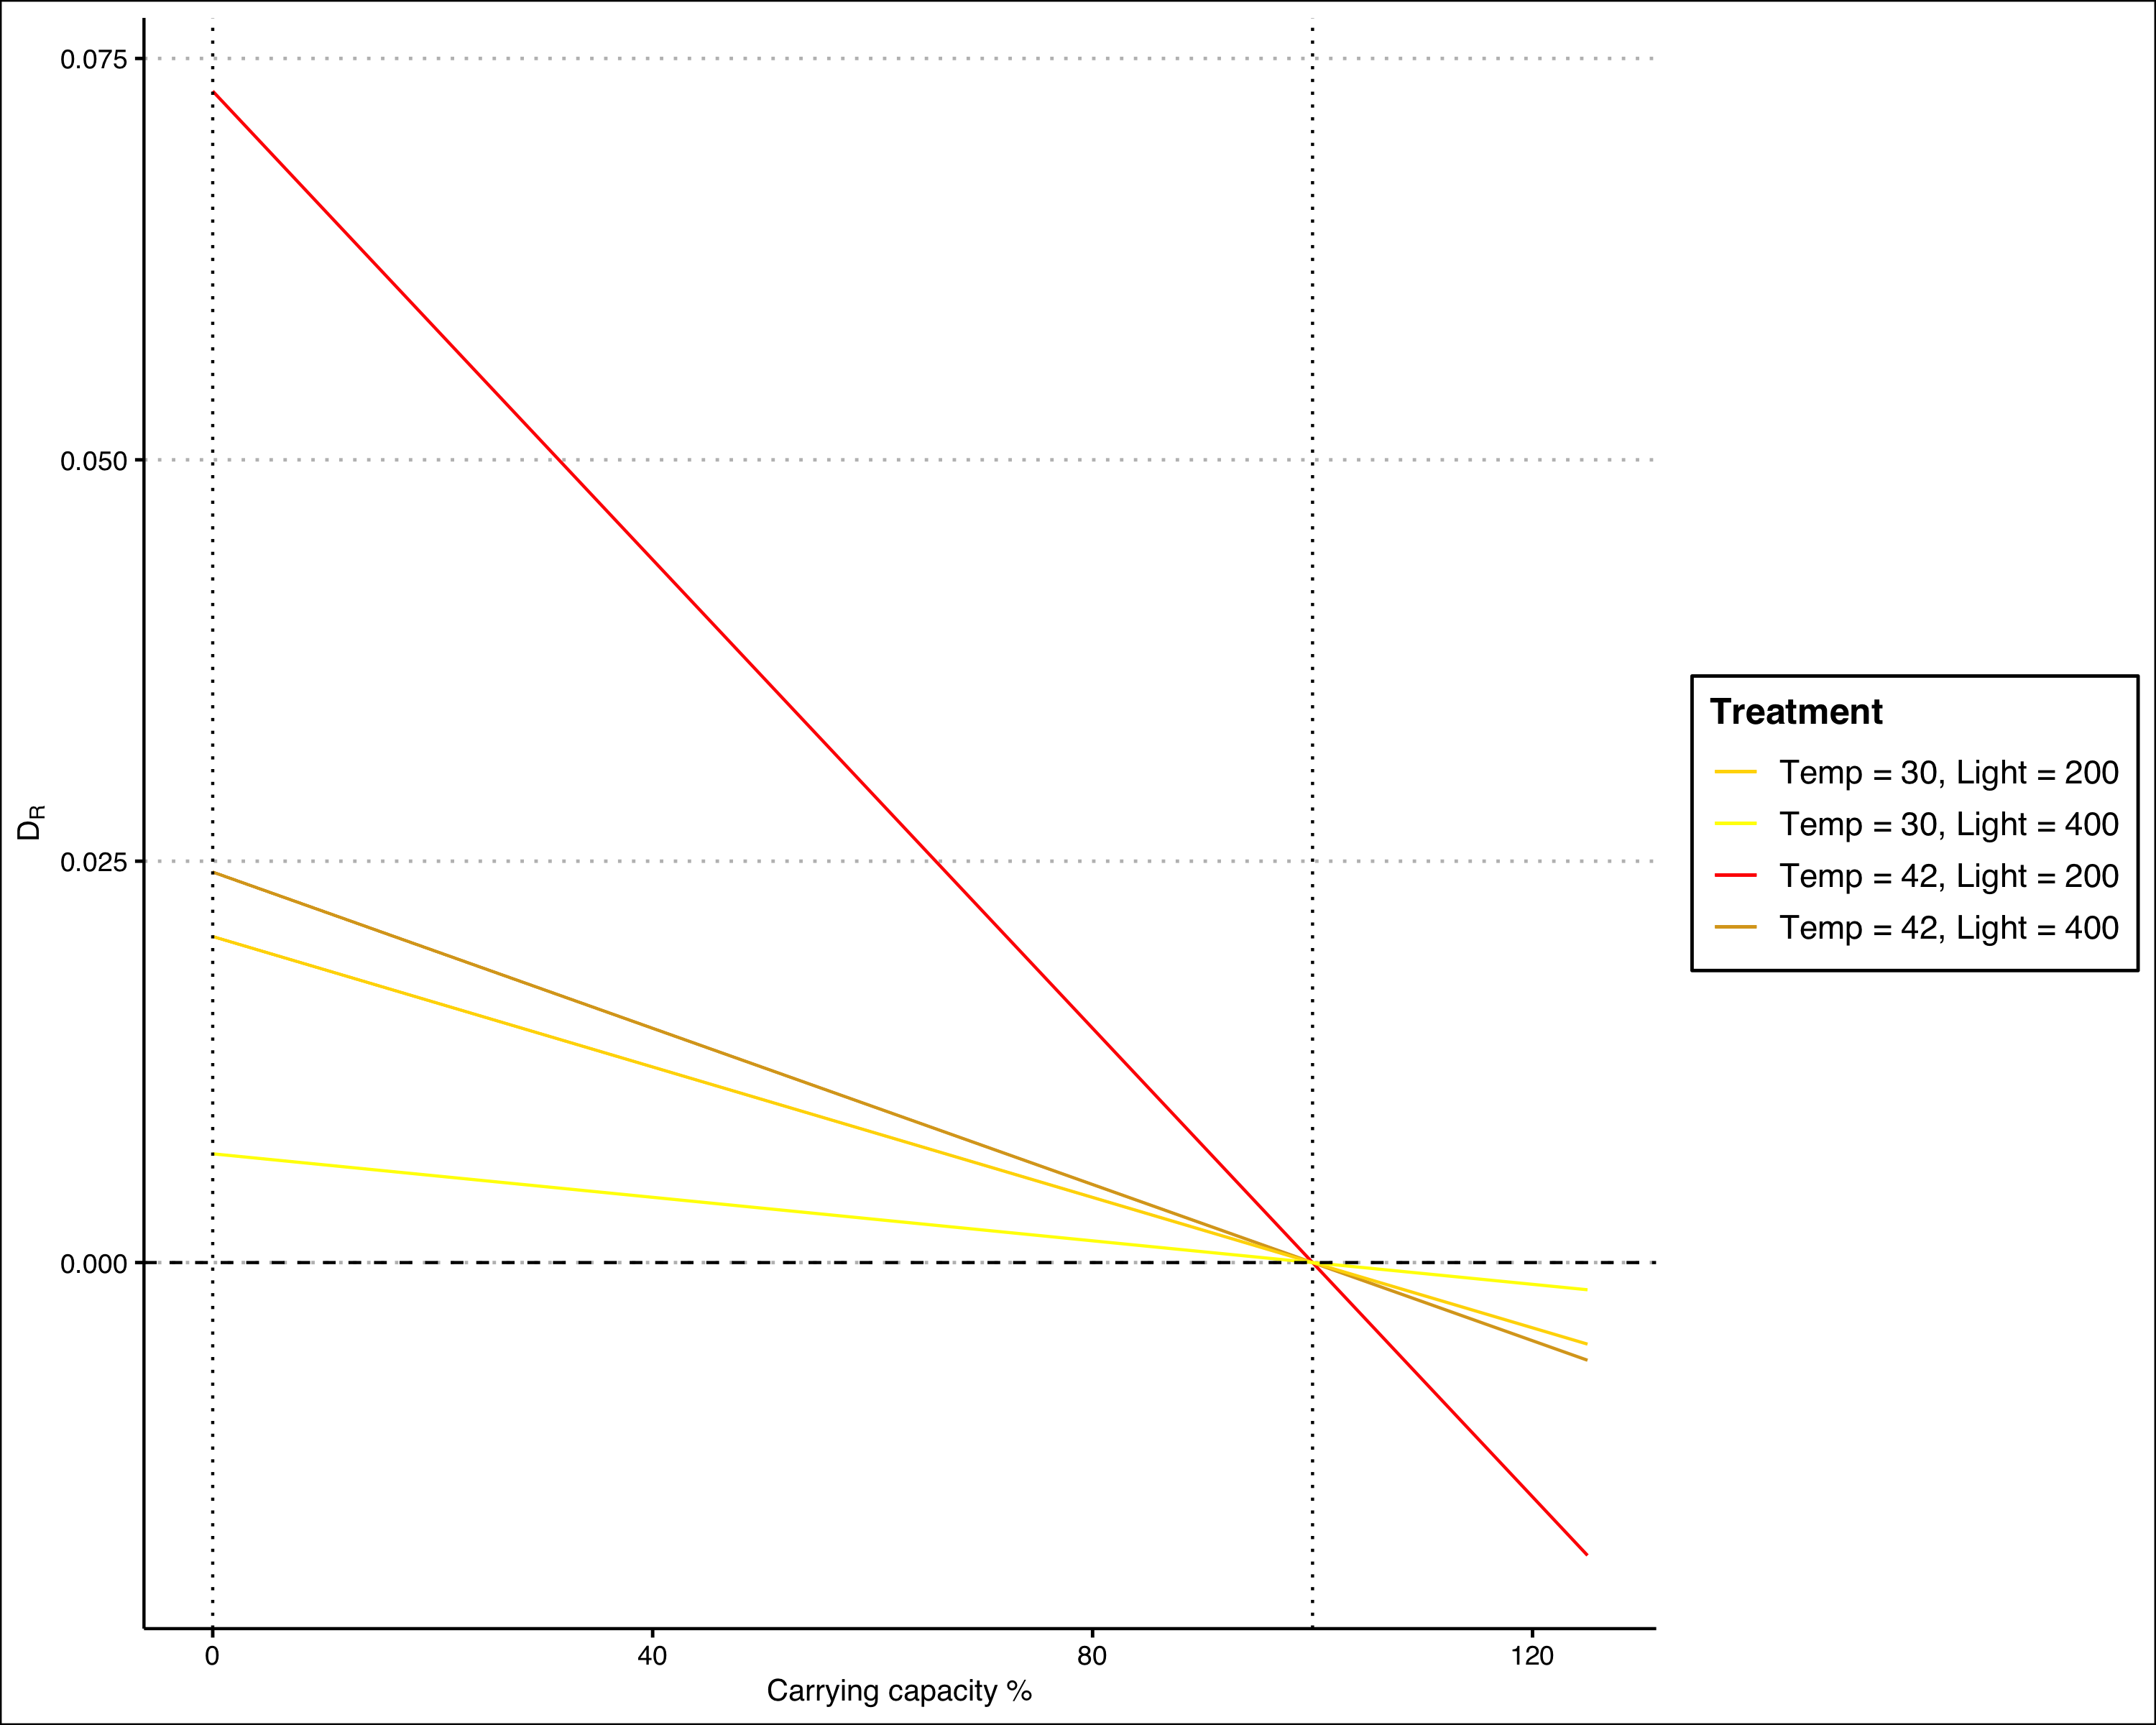 0.075
0.050
0.025
0.000
D_R
0 40 80 120
Carrying capacity %
Treatment
Temp = 30, Light = 200
Temp = 30, Light = 400
Temp = 42, Light = 200
Temp = 42, Light = 400